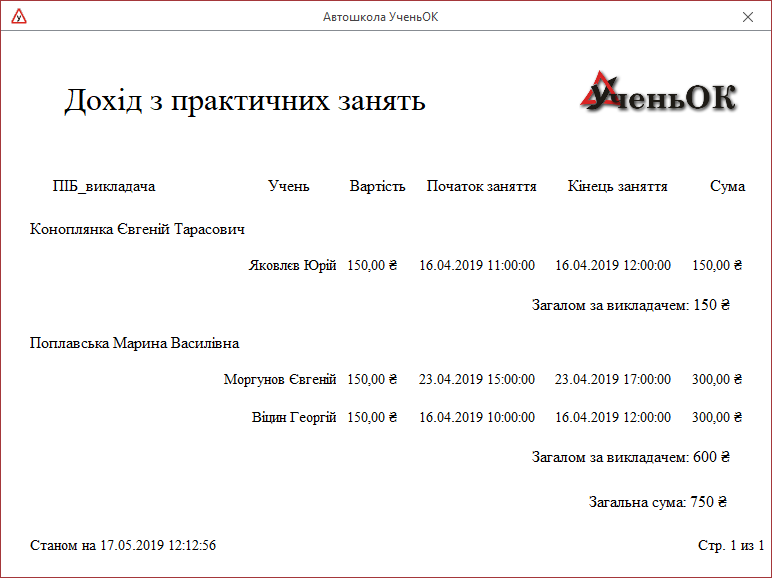 Автошкола УченьОК
Дохід з практичних занять
УченьОК
ПІБ_викладача Учень Вартість Початок заняття Кінець заняття Сума
Коноплянка Євгеній Тарасович
Яковлєв Юрій 150,00 ₴ 16.04.2019 11:00:00 16.04.2019 12:00:00 150,00 ₴
Загалом за викладачем: 150 ₴
Поплавська Марина Василівна
Моргунов Євгеній 150,00 ₴ 23.04.2019 15:00:00 23.04.2019 17:00:00 300,00 ₴
Віцин Георгій 150,00 ₴ 16.04.2019 10:00:00 16.04.2019 12:00:00 300,00 ₴
Загалом за викладачем: 600 ₴
Загальна сума: 750 ₴
Станом на 17.05.2019 12:12:56 Стр. 1 из 1